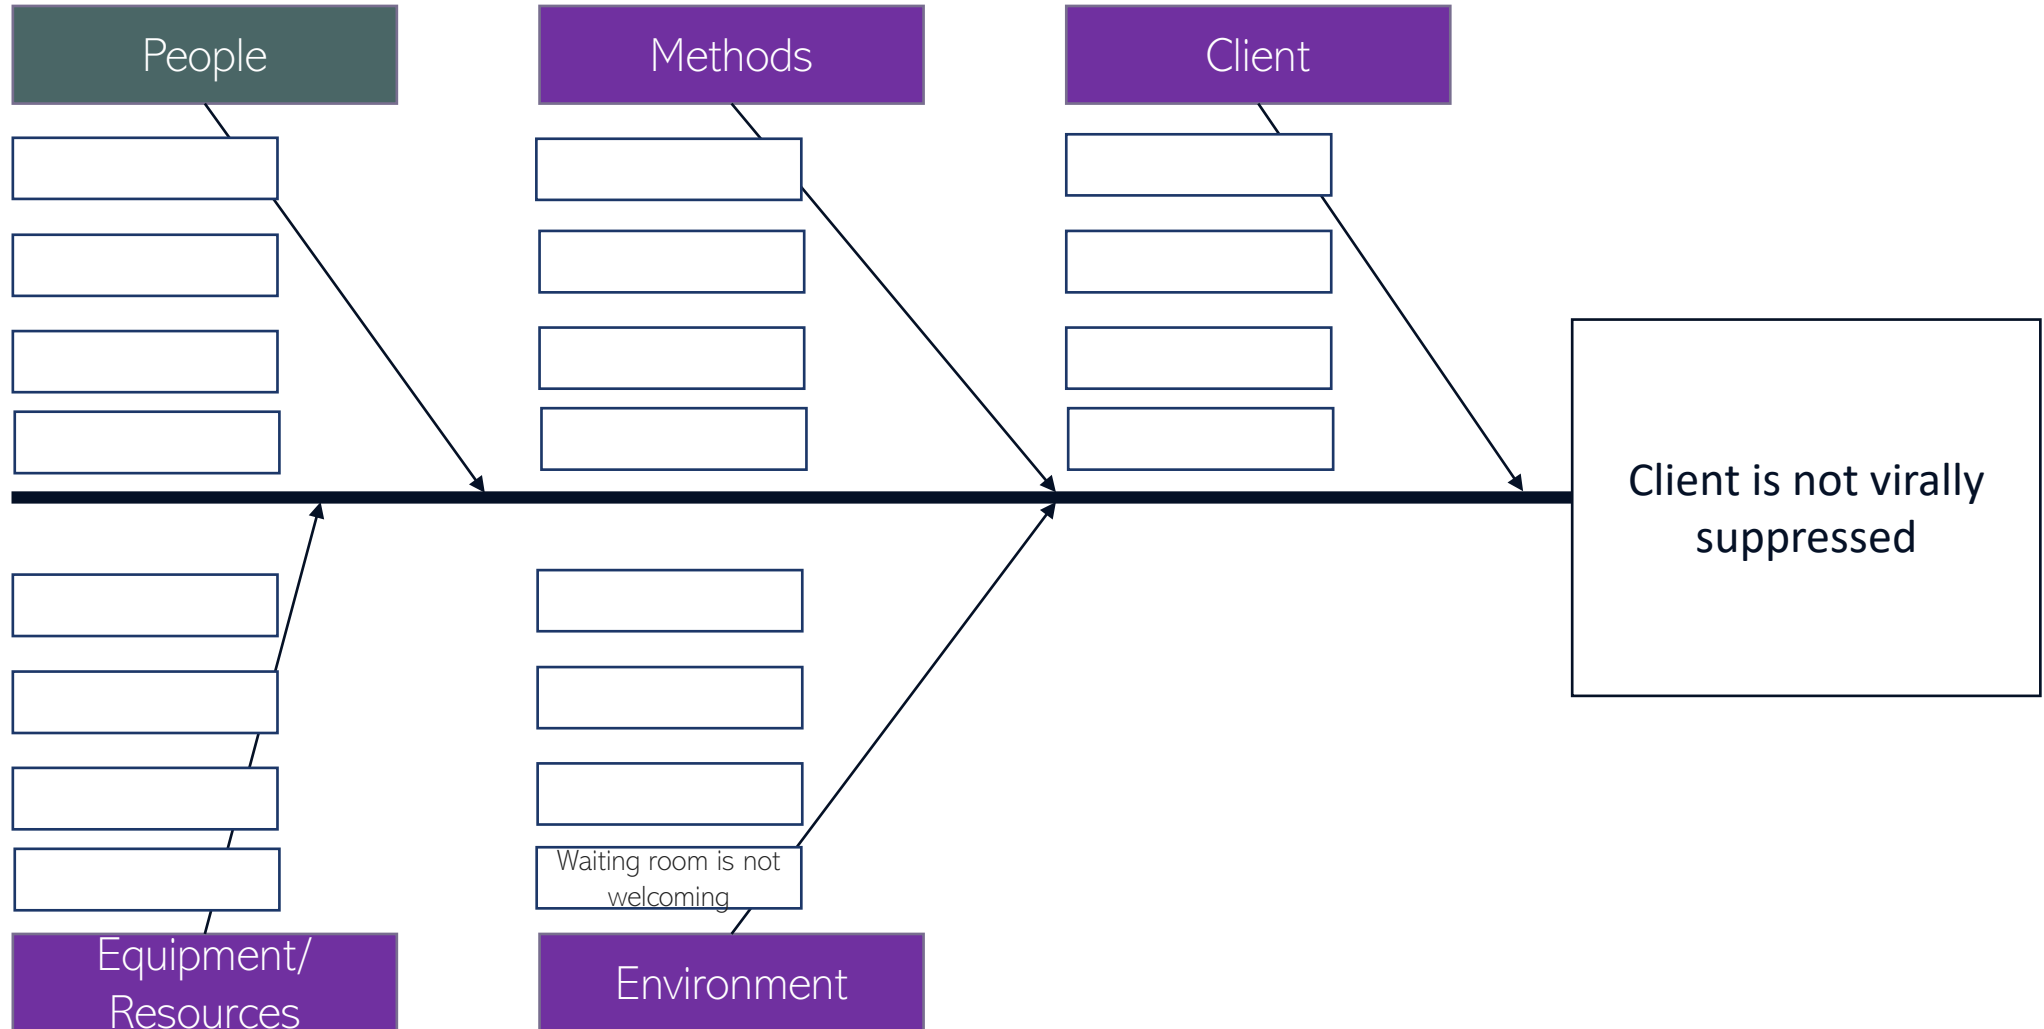 People
Methods
Client
Client is not virally
suppressed
Waiting room is not
welcoming
Equipment/
Resources
Environment